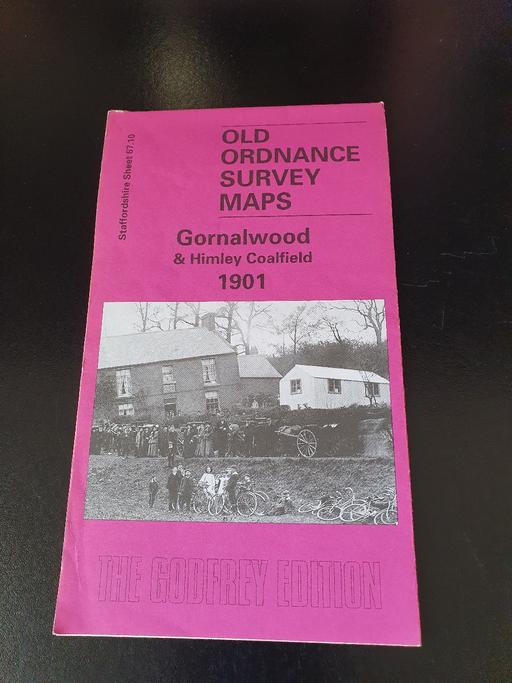 Staffordshire Sheet 67.10
OLD
ORDNANCE
SURVEY
MAPS
Gornalwood
& Himley Coalfield
1901
THE GODFREY EDITION